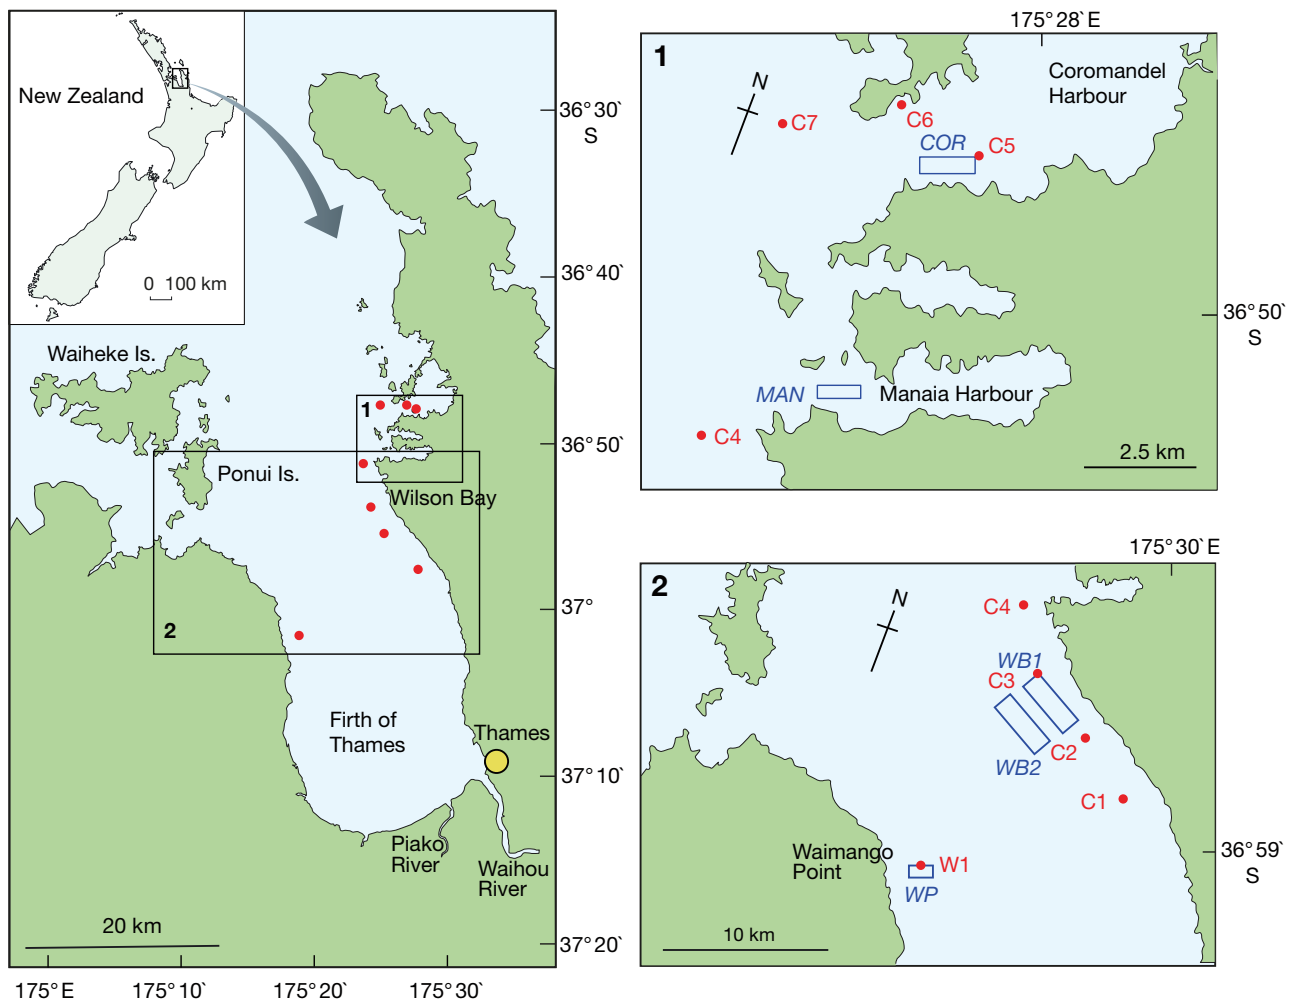 New Zealand
0 100 km
36°30`
S
36°40`
Waiheke Is.
1
36°50`
Ponui Is.
Wilson Bay
37°
2
Firth of
Thames
Thames
37°10`
Piako
River
Waihou
River
20 km
37°20`
175°E
175°10`
175°20`
175°30`
175°28`E
1
N
Coromandel
Harbour
C7
C6
COR
C5
36°50`
S
MAN
Manaia Harbour
C4
2.5 km
175°30`E
2
N
C4
WB1
C3
C2
WB2
C1
Waimango
Point
W1
WP
36°59`
S
10 km